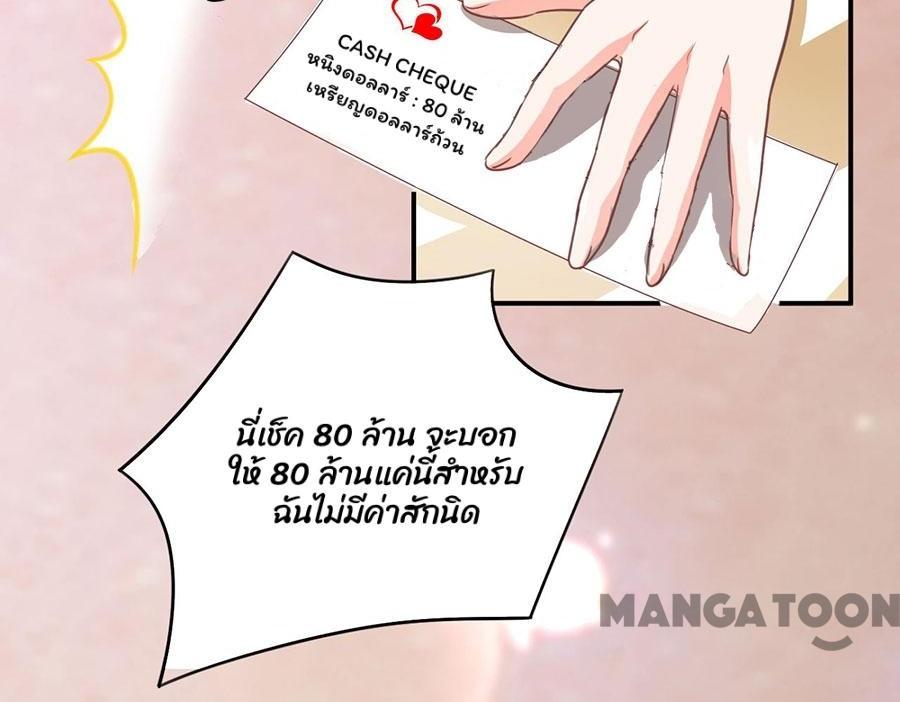 CASH CHEQUE
หนิงดอลลาร์ : 80 ล้าน
เหรียญดอลลาร์ถ้วน
นี่เช็ค 80 ล้าน จะบอก
ให้ 80 ล้านแค่นี้สำหรับ
ฉันไม่มีค่าสักนิด
MANGATOON